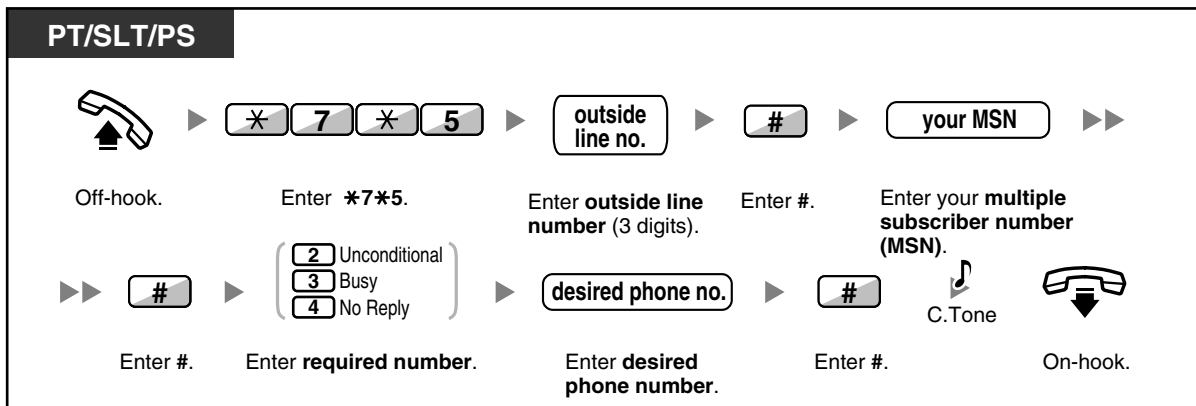 PT/SLT/PS
* 7 * 5
outside
line no.
#
your MSN
Off-hook.
Enter *7*5.
Enter outside line
number (3 digits).
Enter #.
Enter your multiple
subscriber number
(MSN).
#
2 Unconditional
3 Busy
4 No Reply
desired phone no.
#
C.Tone
Enter #.
Enter required number.
Enter desired
phone number.
Enter #.
On-hook.